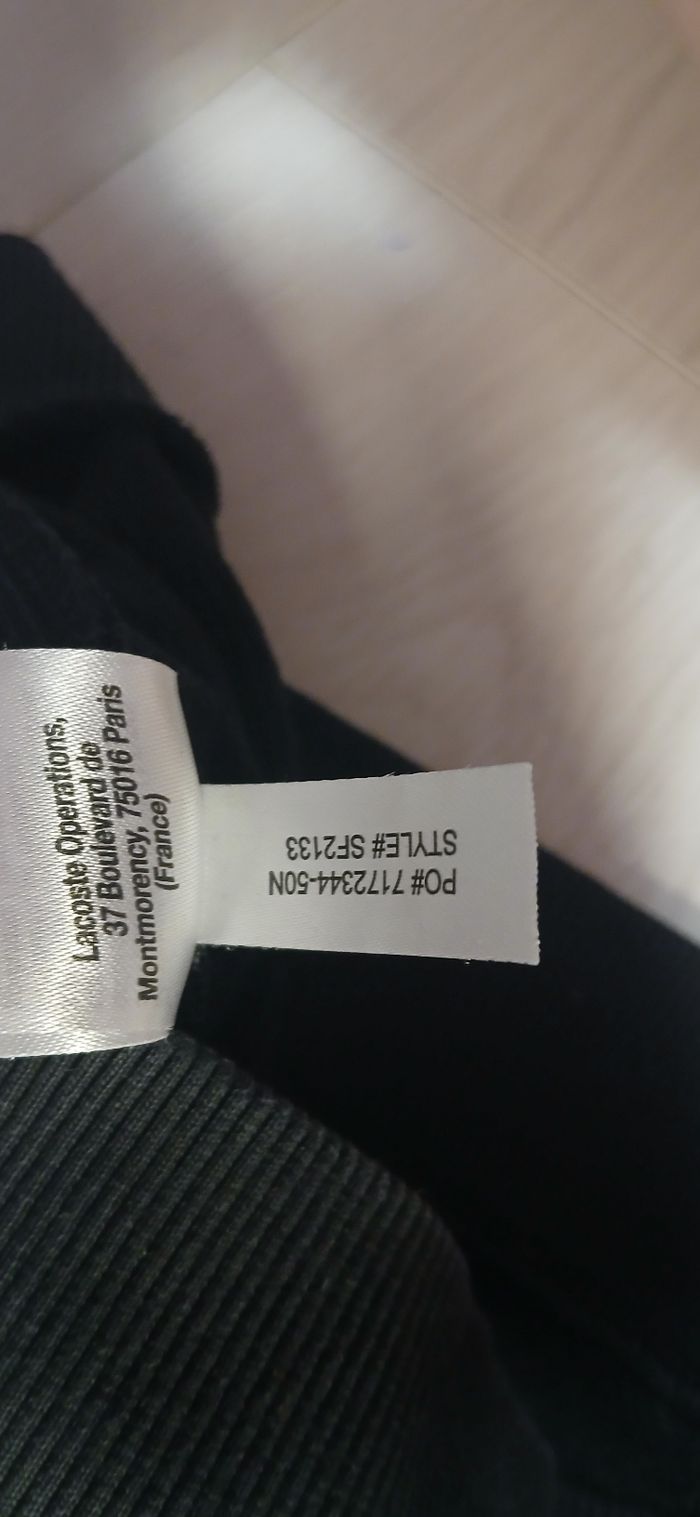 Lacoste Operations,
37 Boulevard de
Montmorency, 75016 Paris
(France)
PO# 7172344-50N
STYLE# SF2133